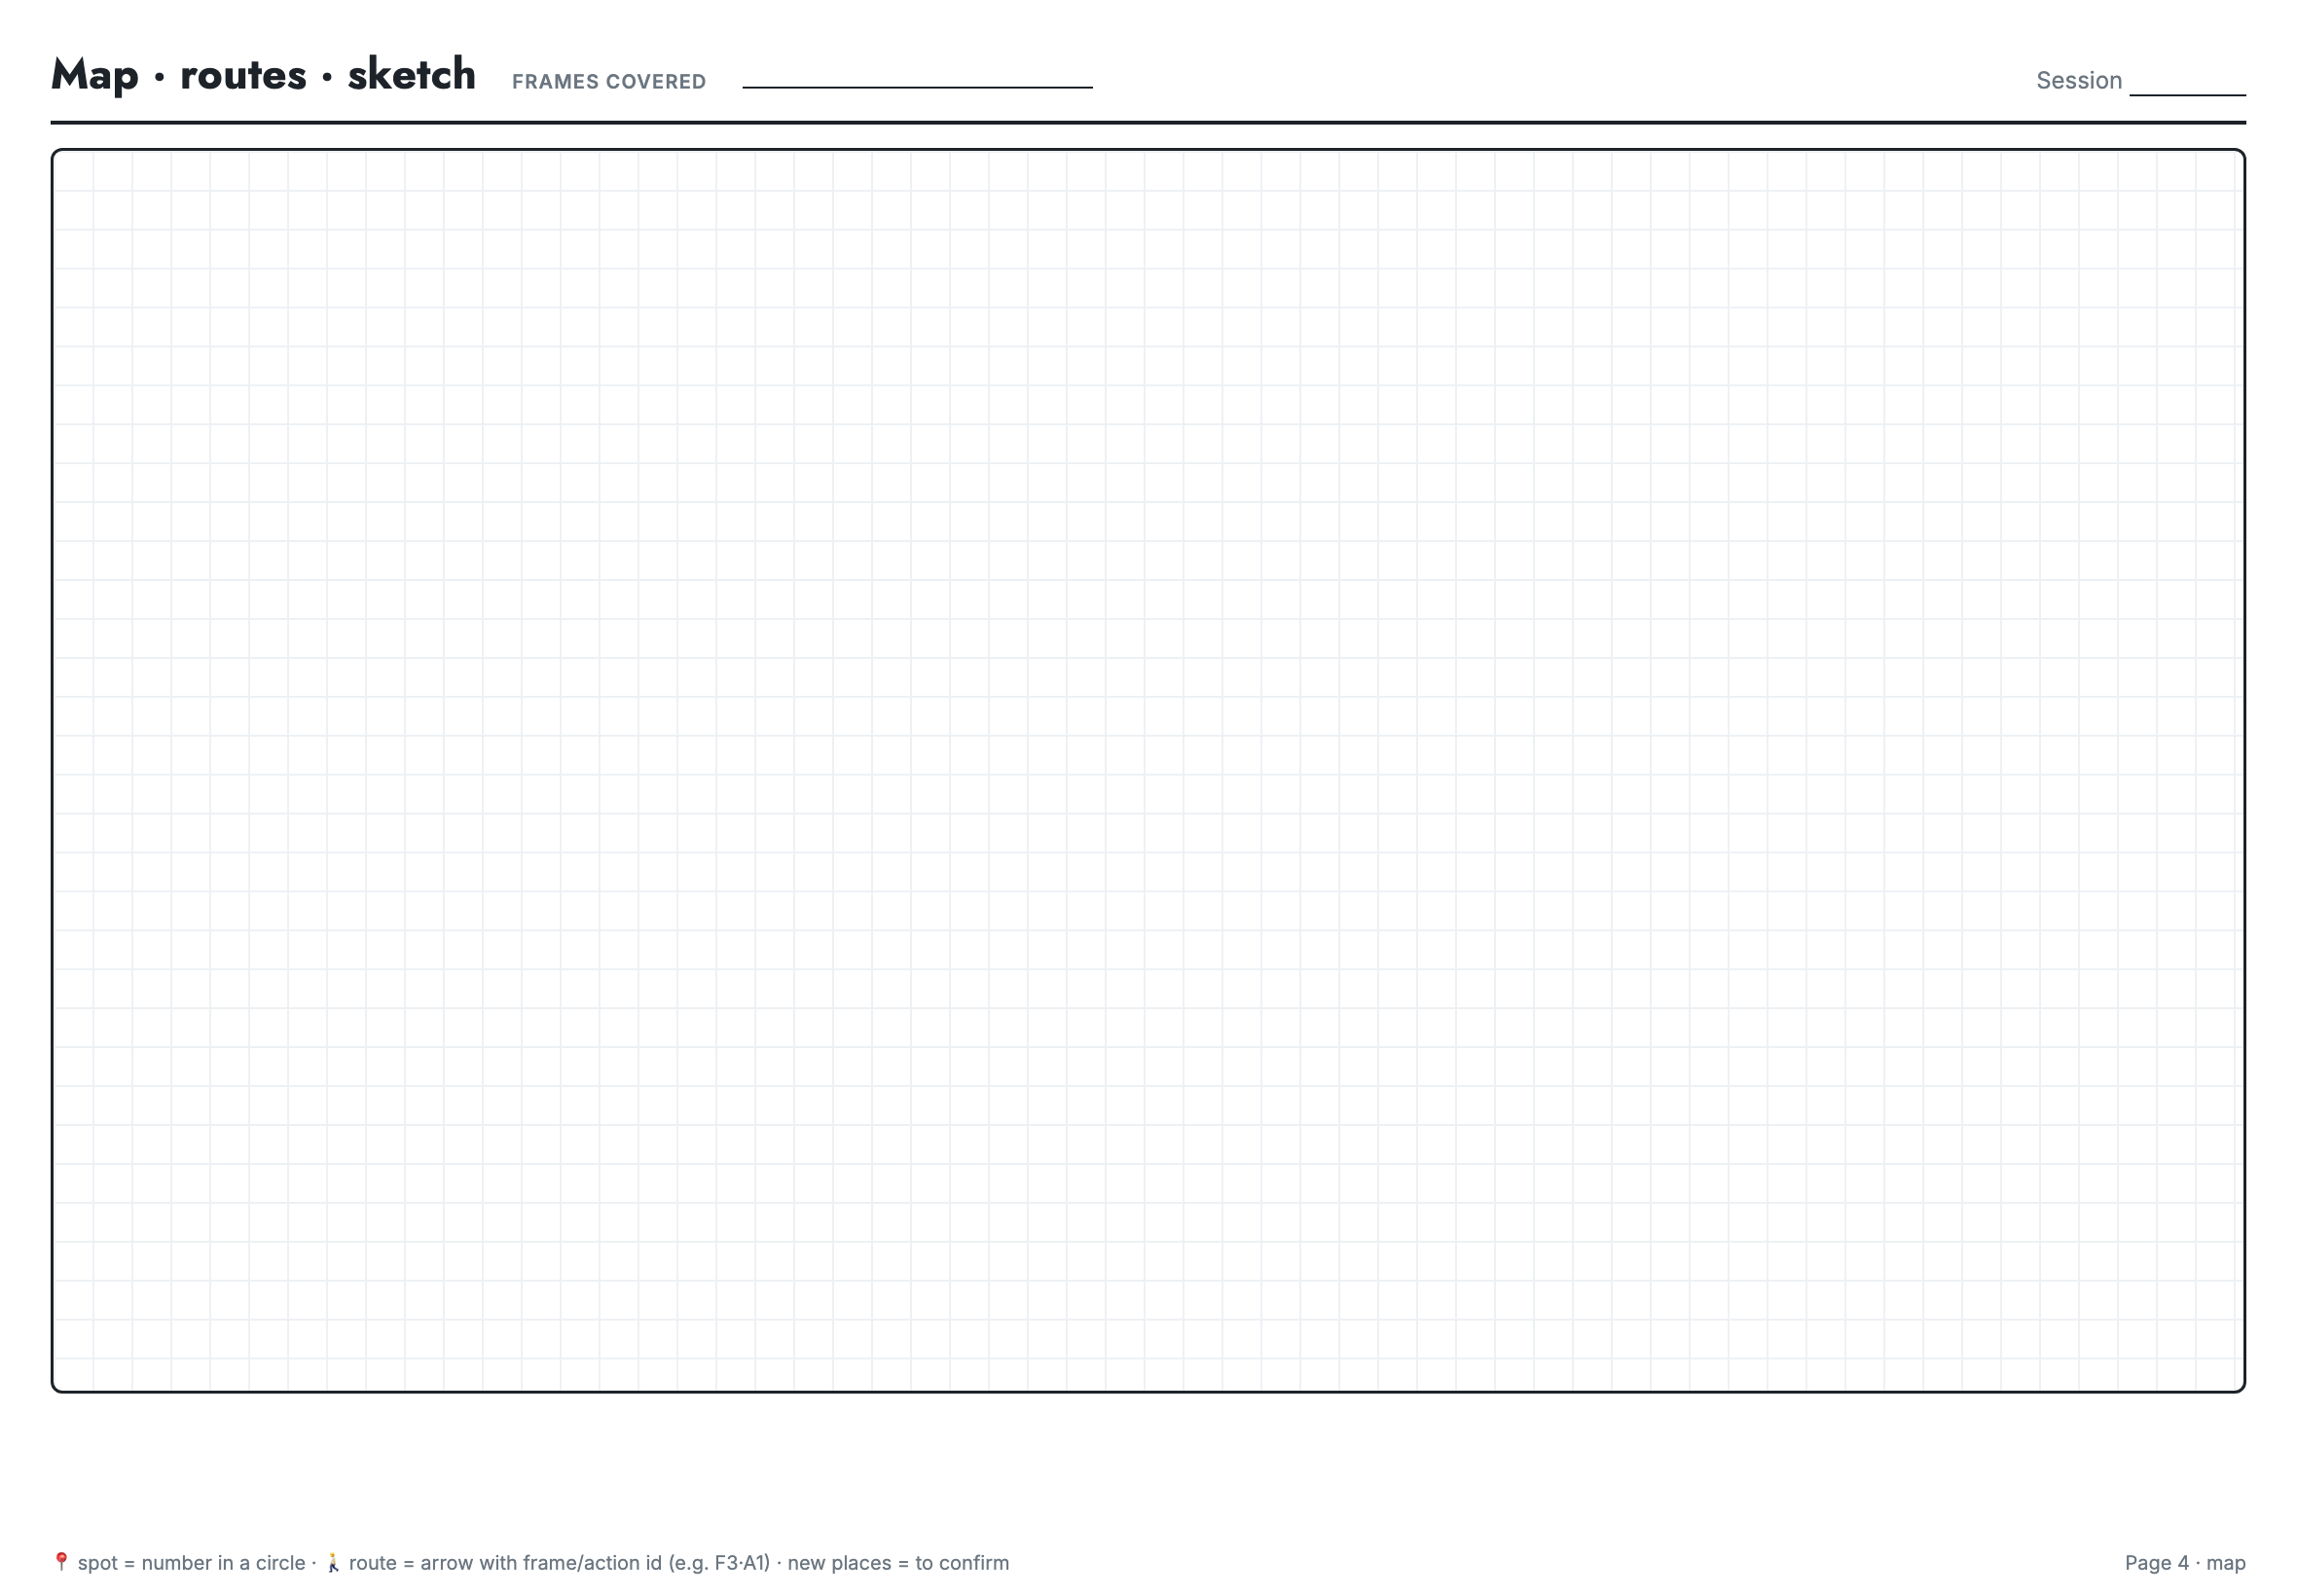 Map · routes · sketch FRAMES COVERED Session
📍 spot = number in a circle · 🚶 route = arrow with frame/action id (e.g. F3·A1) · new places = to confirm Page 4 · map